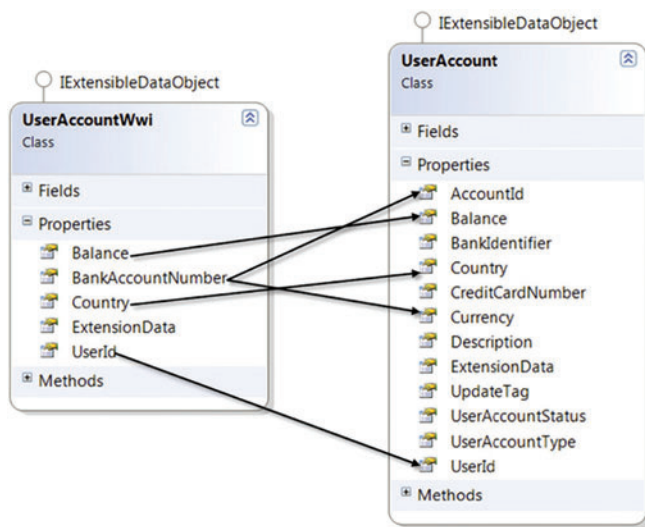 IExtensibleDataObject
UserAccountWwi
Class
Fields
Properties
Balance
BankAccountNumber
Country
ExtensionData
UserId
Methods
IExtensibleDataObject
UserAccount
Class
Fields
Properties
AccountId
Balance
BankIdentifier
Country
CreditCardNumber
Currency
Description
ExtensionData
UpdateTag
UserAccountStatus
UserAccountType
UserId
Methods